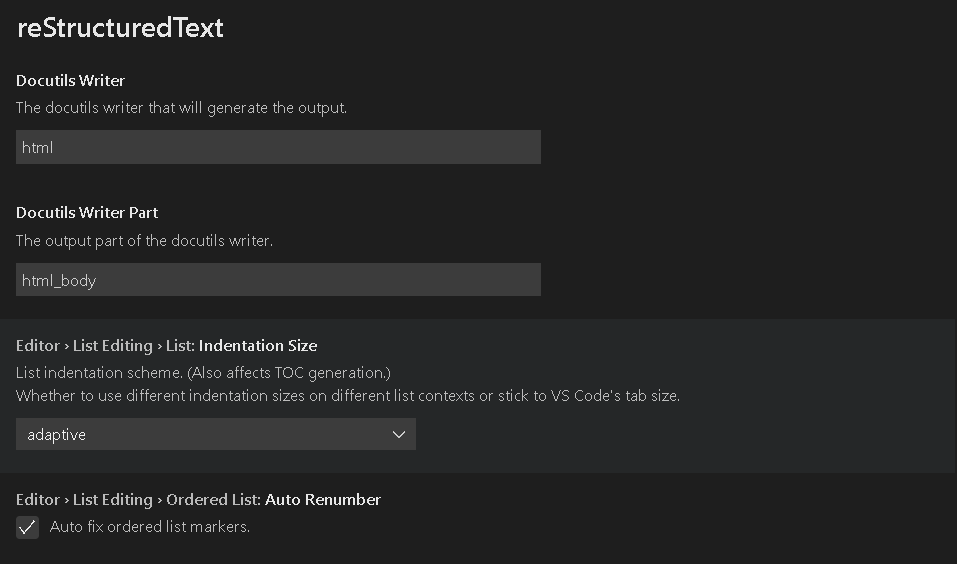 reStructuredText
Docutils Writer
The docutils writer that will generate the output.
html
Docutils Writer Part
The output part of the docutils writer.
html_body
Editor › List Editing › List: Indentation Size
List indentation scheme. (Also affects TOC generation.)
Whether to use different indentation sizes on different list contexts or stick to VS Code's tab size.
adaptive
Editor › List Editing › Ordered List: Auto Renumber
Auto fix ordered list markers.